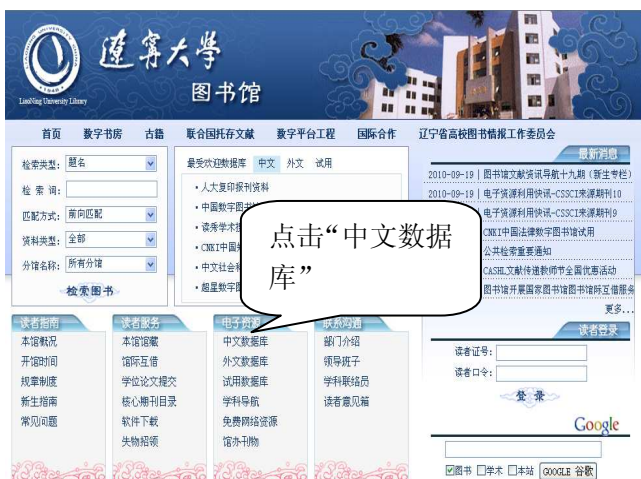 遼寧大學
图书馆
LiaoNing University Library
首页 数字书房 古籍 联合国托存文献 数字平台工程 国际合作 辽宁省高校图书情报工作委员会
检索类型: 题名
检 索 词:
匹配方式: 前向匹配
资料类型: 全部
分馆名称: 所有分馆
检索图书
最受欢迎数据库 中文 外文 试用
·人大复印报刊资料
·中国数字图书
·读秀学术搜
·CNKI中国知
·中文社会科
·超星数字图
点击“中文数据
库”
最新消息
2010-09-19 | 图书馆文献资讯导航十九期(新生专栏)
2010-09-19 | 电子资源利用快讯-CSSCI来源期刊10
电子资源利用快讯-CSSCI来源期刊9
CNKI中国法律数字图书馆试用
公共检索重要通知
CASHL文献传递教师节全国优惠活动
图书馆开展国家图书馆图书馆际互借服务
更多...
读者指南
本馆概况
开馆时间
规章制度
新生指南
常见问题
读者服务
本馆馆藏
馆际互借
学位论文提交
核心期刊目录
软件下载
失物招领
电子资源
中文数据库
外文数据库
试用数据库
学科导航
免费网络资源
馆办刊物
联系沟通
部门介绍
领导班子
学科联络员
读者意见箱
读者登录
读者证号:
读者口令:
登 录
Google
图书 学术 本站 GOOGLE 谷歌